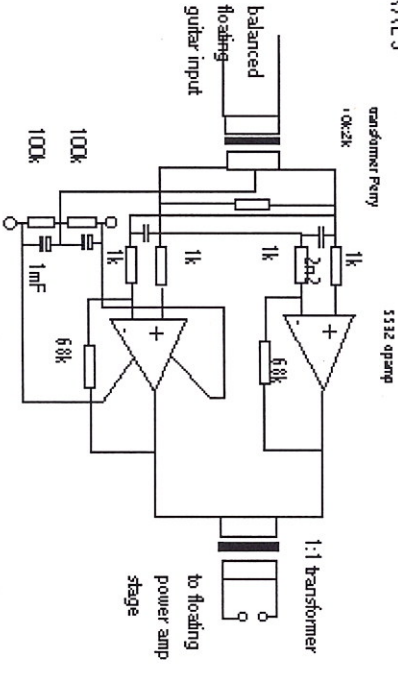 transformer Perry
10k:2k
5532 opamp
balanced
floating
guitar input
1k
2n2
1k
+
-
68k
1k
1k
+
-
68k
100k
100k
1mF
1:1 transformer
to floating
power amp
stage